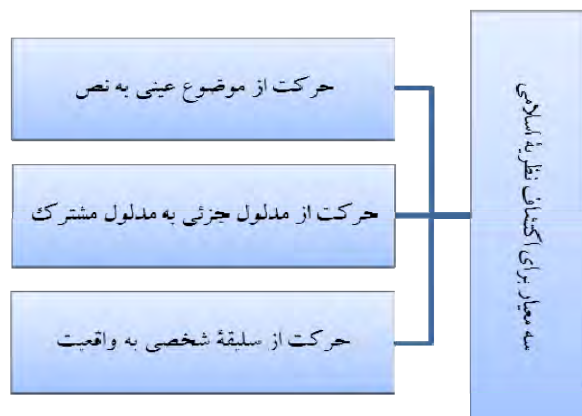 سه معیار برای اکتشاف نظریهٔ اسلامی
حرکت از موضوع عینی به نص
حرکت از مدلول جزئی به مدلول مشترك
حرکت از سلیقهٔ شخصی به واقعیت